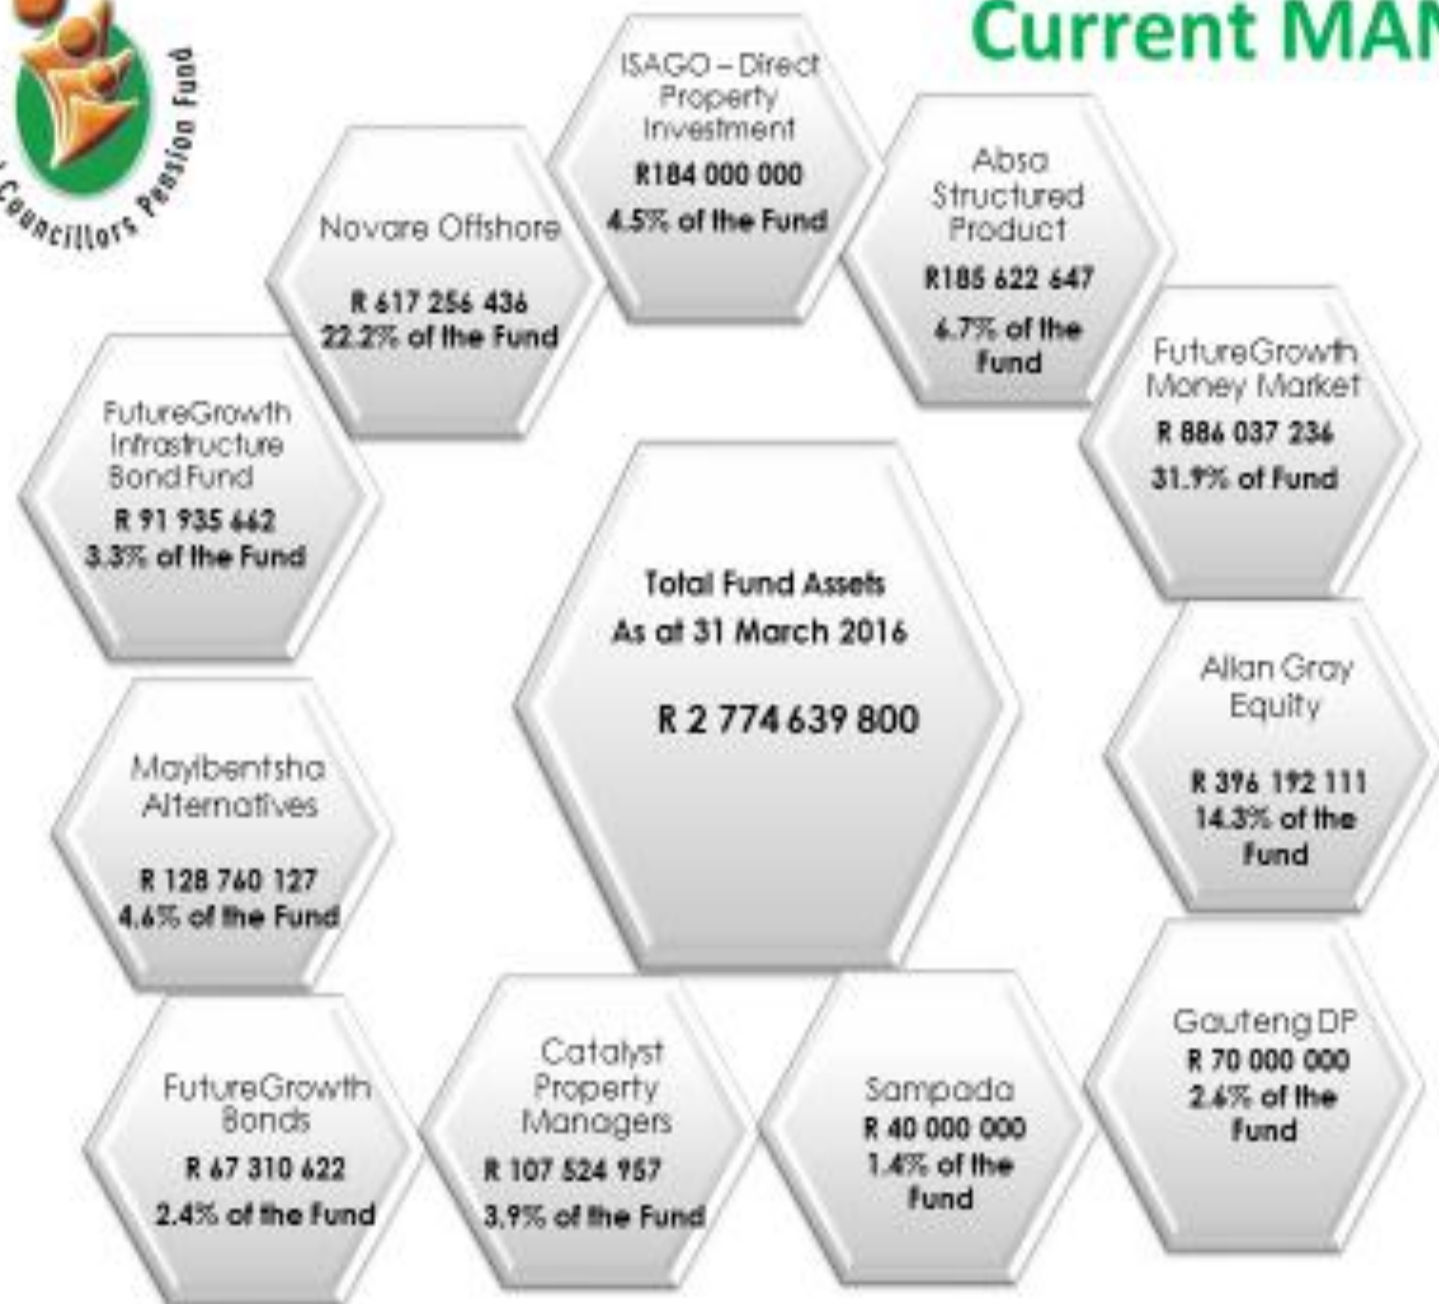 Councillors Pension Fund
Current
ISAGO – Direct
Property
Investment
R184 000 000
4.5% of the Fund
Absa
Structured
Product
R185 622 647
6.7% of the
Fund
Novare Offshore
R 617 256 436
22.2% of the Fund
FutureGrowth
Money Market
R 886 037 236
31.9% of Fund
FutureGrowth
Infrastructure
Bond Fund
R 91 935 662
3.3% of the Fund
Total Fund Assets
As at 31 March 2016
R 2 774 639 800
Allan Gray
Equity
R 396 192 111
14.3% of the
Fund
Mayibentsha
Alternatives
R 128 760 127
4.6% of the Fund
Gauteng DP
R 70 000 000
2.6% of the
Fund
FutureGrowth
Bonds
R 67 310 622
2.4% of the Fund
Catalyst
Property
Managers
R 107 524 957
3.9% of the Fund
Sampada
R 40 000 000
1.4% of the
Fund